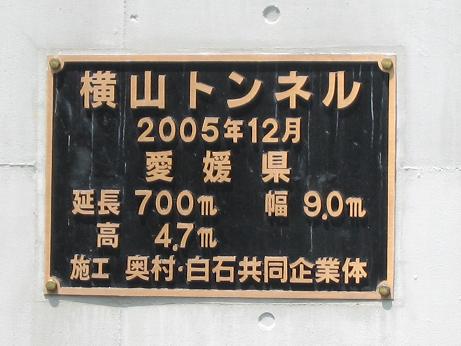 横山トンネル
2005年12月
愛媛県
延長 700m 幅 9.0m
高 4.7m
施工 奥村・白石共同企業体